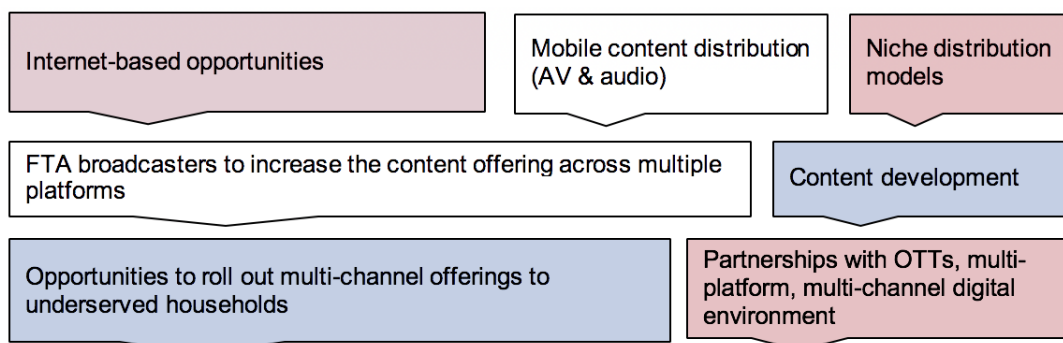 Internet-based opportunities
Mobile content distribution
(AV & audio)
Niche distribution
models
FTA broadcasters to increase the content offering across multiple
platforms
Content development
Opportunities to roll out multi-channel offerings to
underserved households
Partnerships with OTTs, multi-
platform, multi-channel digital
environment